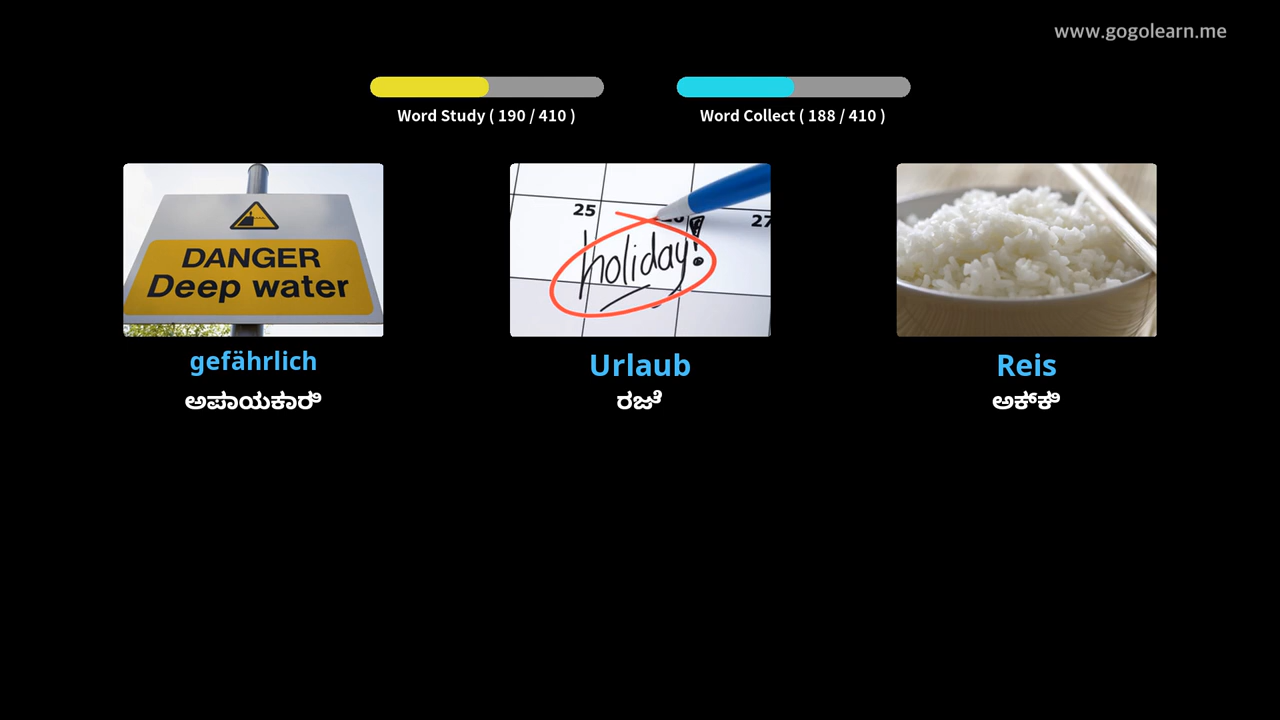 www.gogolearn.me
Word Study ( 190 / 410 )
Word Collect ( 188 / 410 )
DANGER
Deep water
25
27
holiday!
gefährlich
Urlaub
Reis
ಅಪಾಯಕಾರಿ
ರಜೆ
ಅಕ್ಕಿ